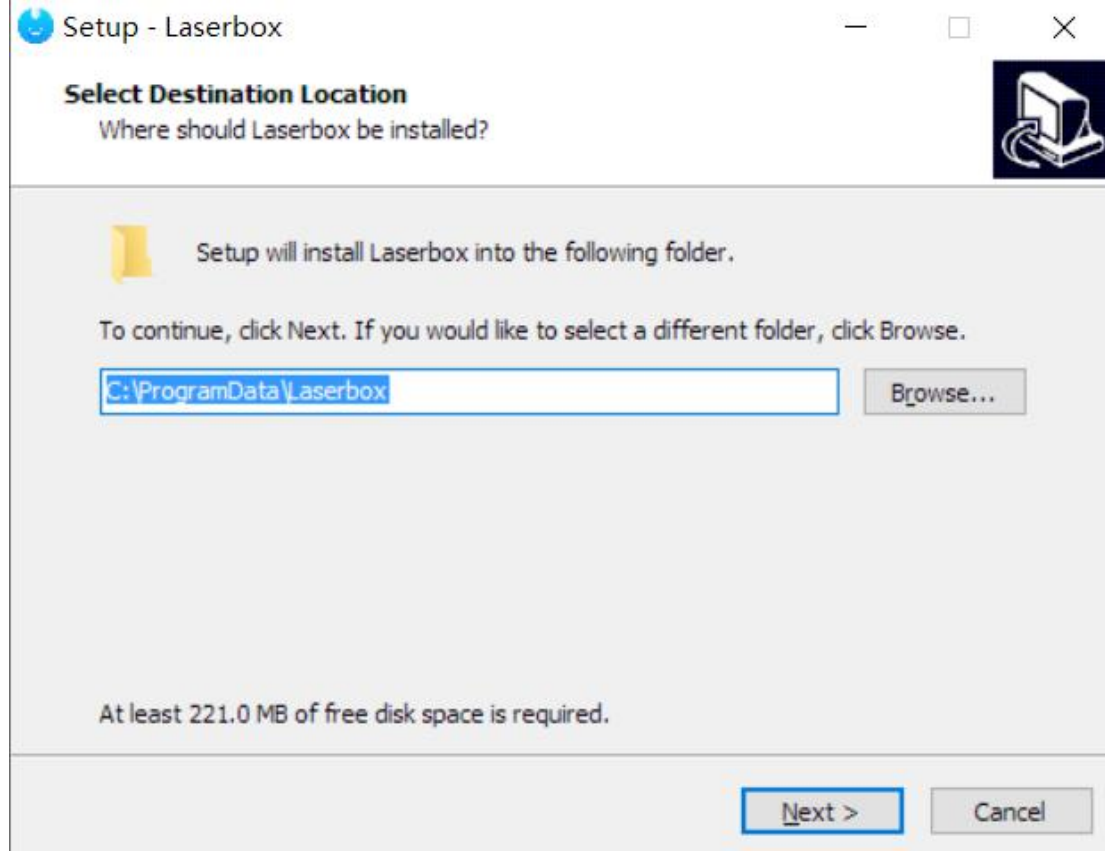 Setup - Laserbox
Select Destination Location
Where should Laserbox be installed?
Setup will install Laserbox into the following folder.
To continue, click Next. If you would like to select a different folder, click Browse.
C:\ProgramData\Laserbox
Browse...
At least 221.0 MB of free disk space is required.
Next >
Cancel